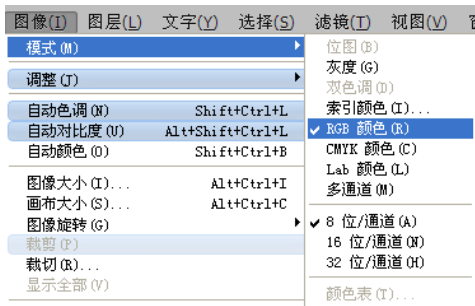 图像(I) 图层(L) 文字(Y) 选择(S) 滤镜(T) 视图(V)
模式(M)
调整(J)
自动色调(N) Shift+Ctrl+L
自动对比度(U) Alt+Shift+Ctrl+L
自动颜色(O) Shift+Ctrl+B
图像大小(I)... Alt+Ctrl+I
画布大小(S)... Alt+Ctrl+C
图像旋转(G)
裁剪(P)
裁切(R)...
显示全部(V)
位图(B)
灰度(G)
双色调(D)
索引颜色(I)...
RGB 颜色(R)
CMYK 颜色(C)
Lab 颜色(L)
多通道(M)
8 位/通道(A)
16 位/通道(N)
32 位/通道(H)
颜色表(T)...